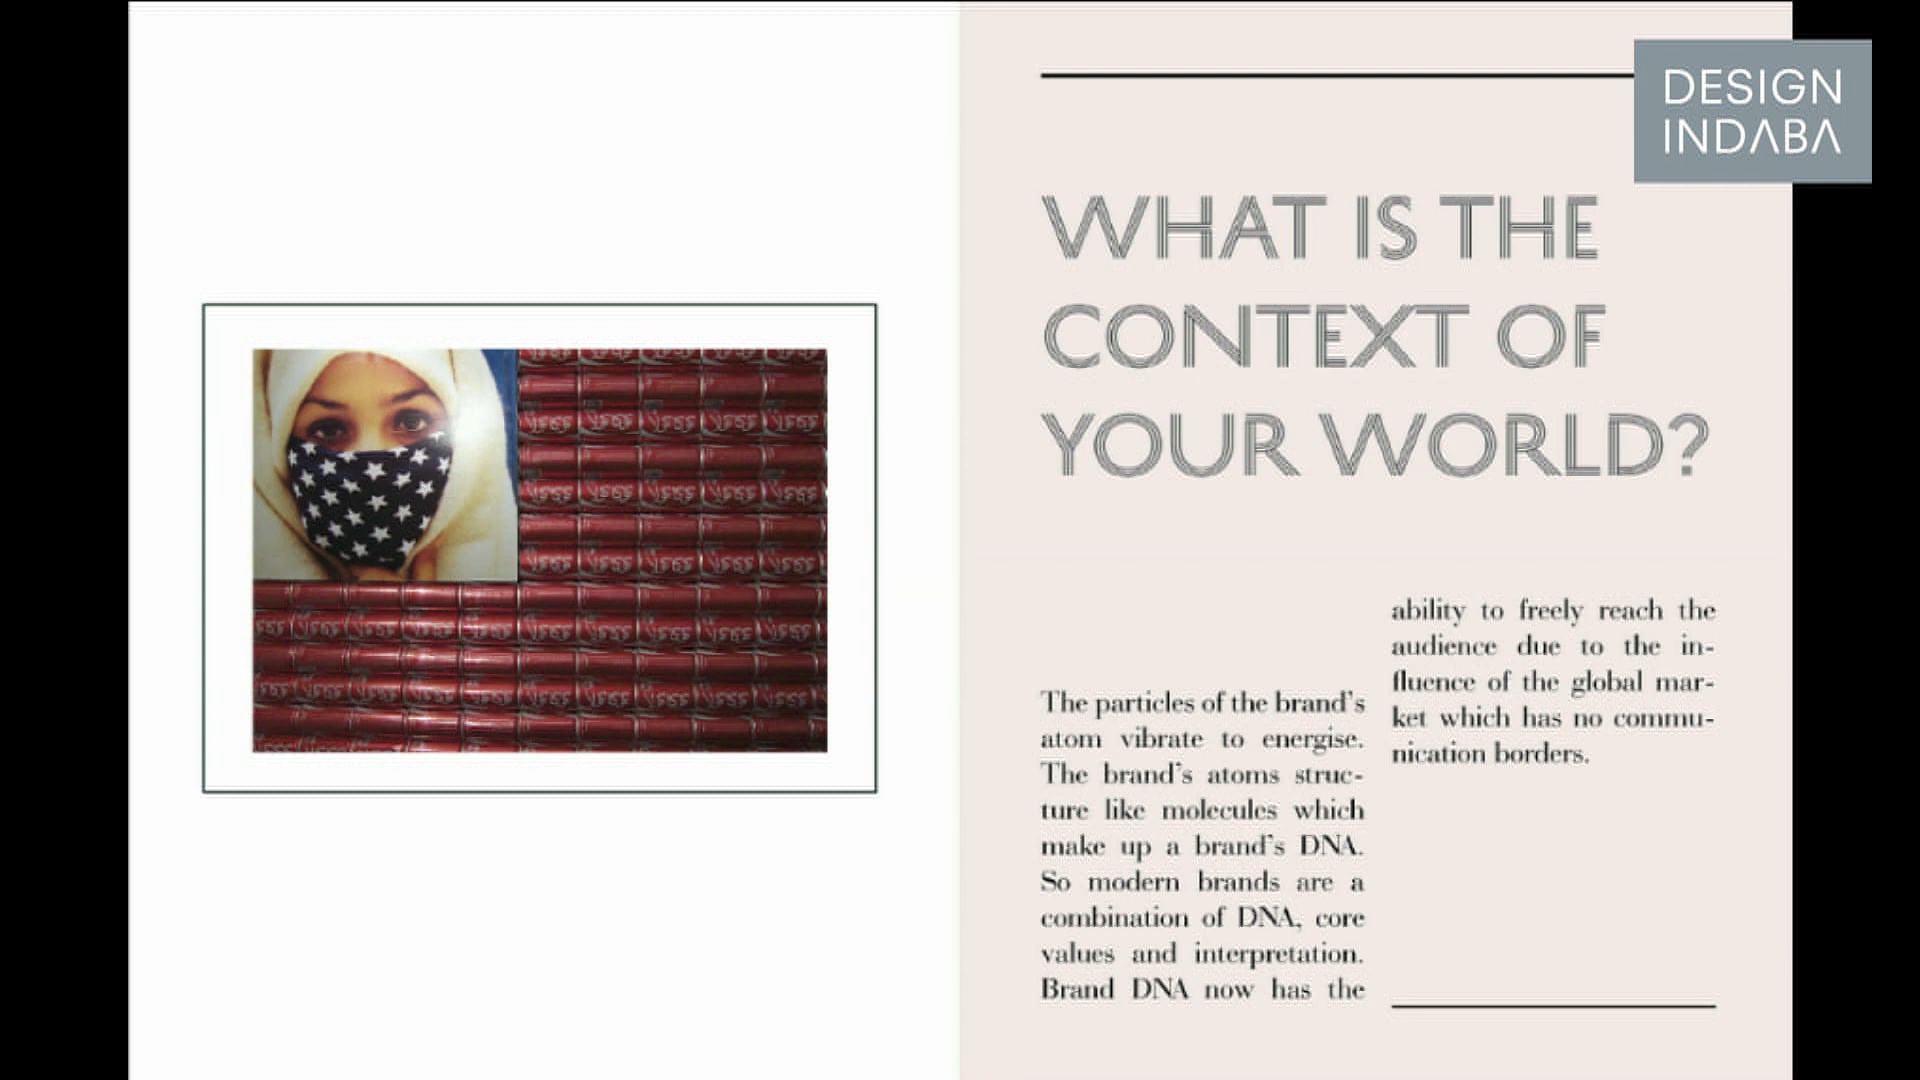 DESIGN
INDABA
WHAT IS THE
CONTEXT OF
YOUR WORLD?
The particles of the brand's
atom vibrate to energise.
The brand's atoms struc-
ture like molecules which
make up a brand's DNA.
So modern brands are a
combination of DNA, core
values and interpretation.
Brand DNA now has the
ability to freely reach the
audience due to the in-
fluence of the global mar-
ket which has no commu-
nication borders.